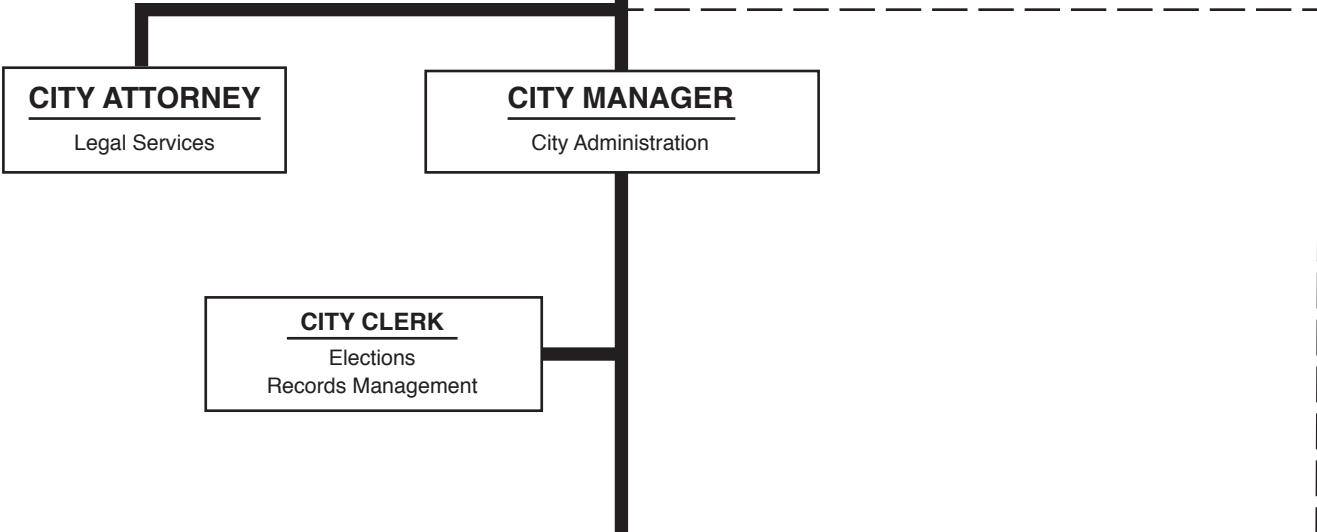 CITY ATTORNEY
Legal Services
CITY MANAGER
City Administration
CITY CLERK
Elections
Records Management